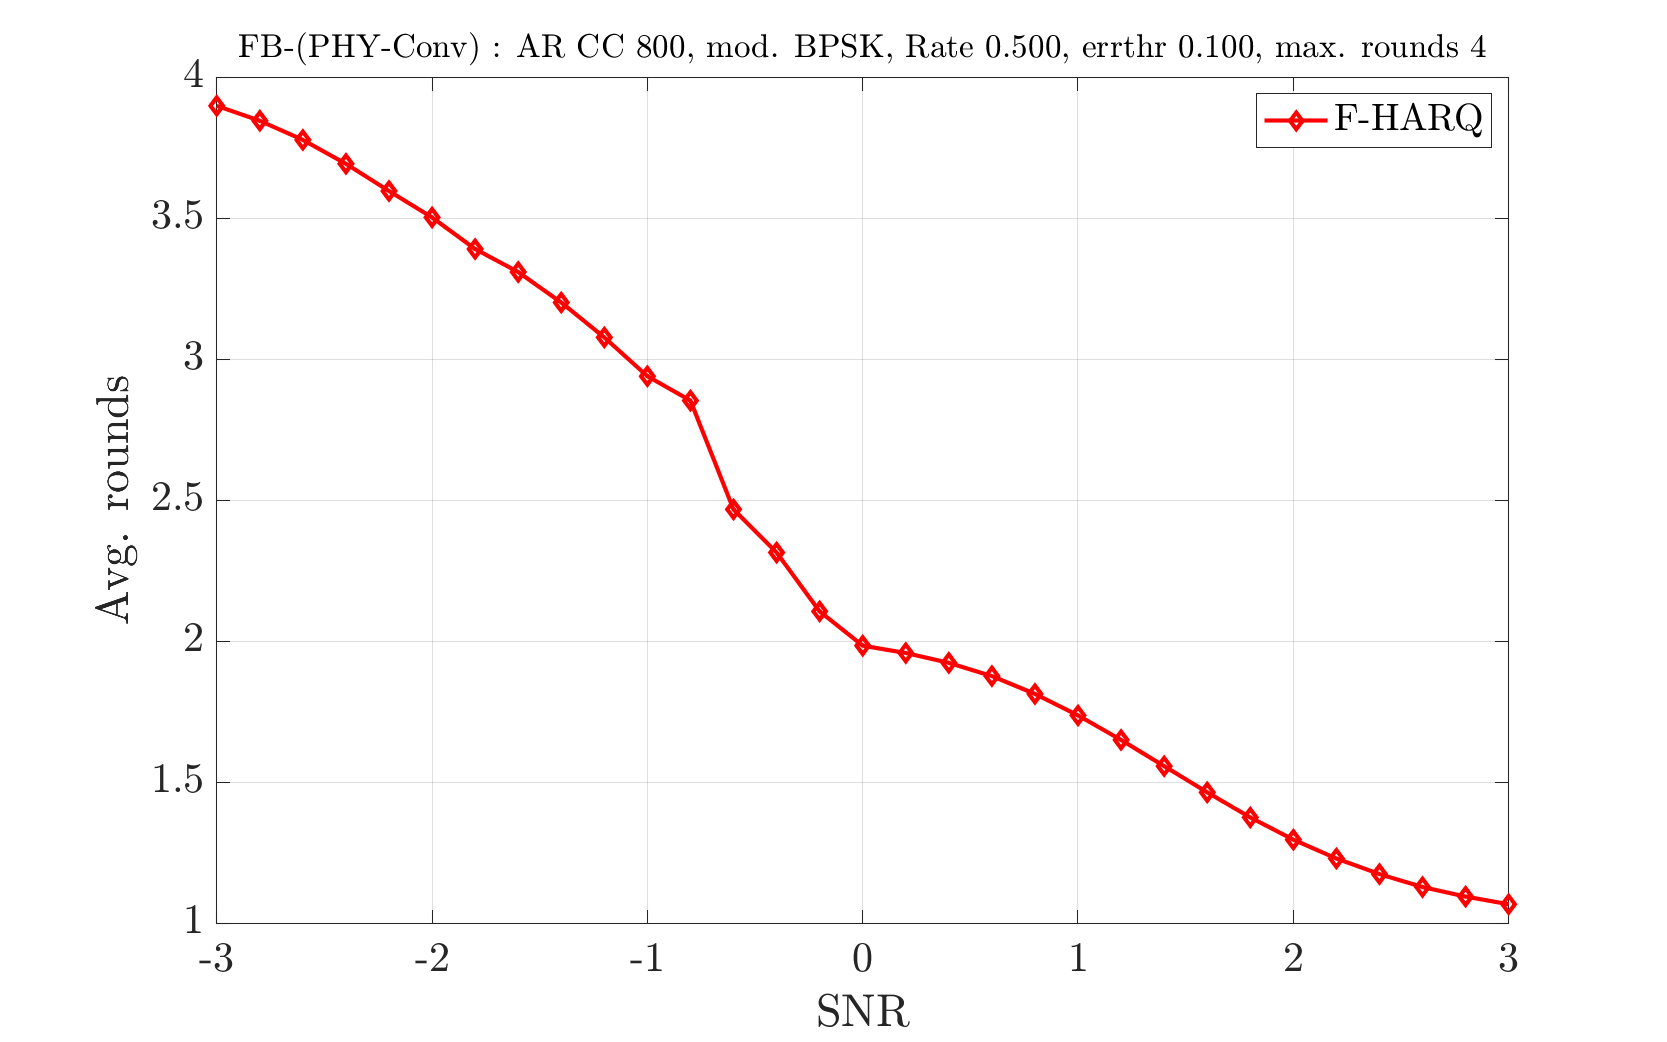 FB-(PHY-Conv) : AR CC 800, mod. BPSK, Rate 0.500, errthr 0.100, max. rounds 4
F-HARQ
4
3.5
3
2.5
2
1.5
1
Avg. rounds
-3 -2 -1 0 1 2 3
SNR